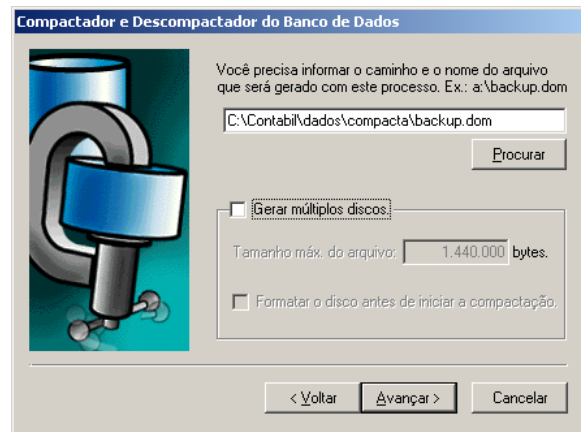 Compactador e Descompactador do Banco de Dados
Você precisa informar o caminho e o nome do arquivo
que será gerado com este processo. Ex.: a:\backup.dom
C:\Contabil\dados\compacta\backup.dom
Procurar
Gerar múltiplos discos.
Tamanho máx. do arquivo: 1.440.000 bytes.
Formatar o disco antes de iniciar a compactação.
< Voltar Avançar > Cancelar